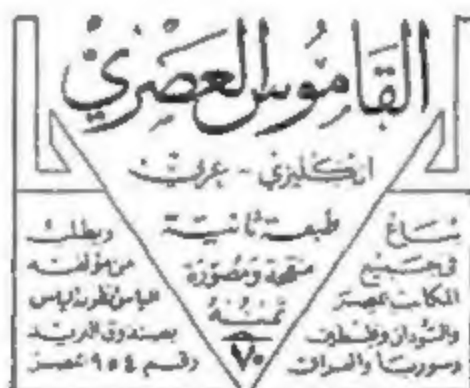 القاموس العصري
انكليزي - عربي
طبعة ثانية
منقحة ومصورة
ثمنه
٧٠
تباع
في جميع
المكاتب بمصر
والسودان وفلسطين
وسوريا والعراق
ويطلب
من مؤلفه
الياس انطون الياس
بصندوق البريد
رقم ٩٥٤ بمصر